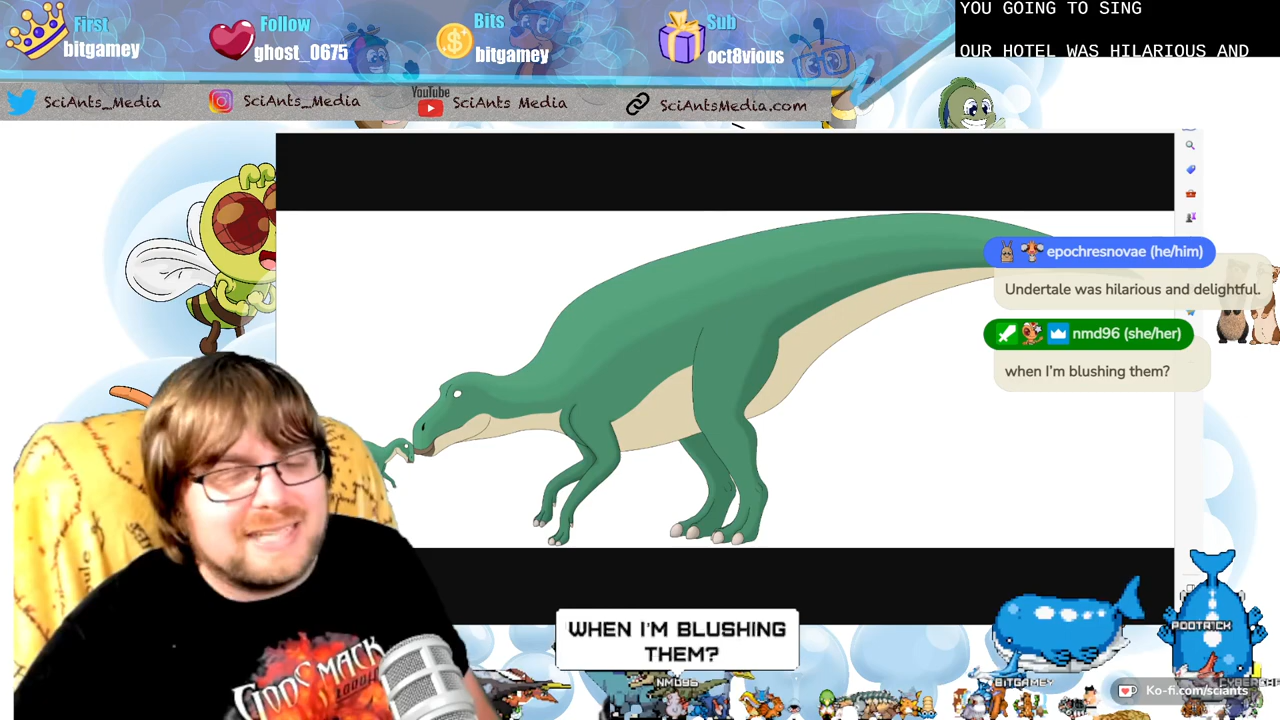 First
bitgamey
Follow
ghost_0675
Bits
bitgamey
Sub
oct8vious
YOU GOING TO SING
OUR HOTEL WAS HILARIOUS AND
SciAnts_Media
SciAnts_Media
YouTube
SciAnts Media
SciAntsMedia.com
epochresnovae (he/him)
Undertale was hilarious and delightful.
nmd96 (she/her)
when I'm blushing them?
GODSMACK
WHEN I'M BLUSHING
THEM?
NMD96
BITGAMEY
POOTRICK
Ko-fi.com/sciants